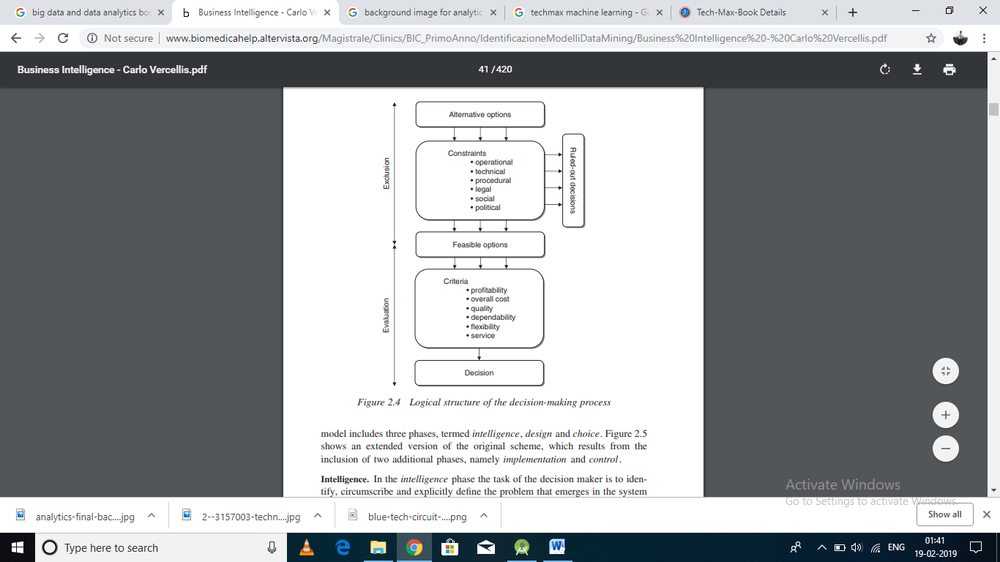 big data and data analytics boo
Business Intelligence - Carlo Ve
background image for analytic
techmax machine learning - Go
Tech-Max-Book Details
Not secure
www.biomedicahelp.altervista.org/Magistrale/Clinics/BIC_PrimoAnno/IdentificazioneModelliDataMining/Business%20Intelligence%20-%20Carlo%20Vercellis.pdf
Business Intelligence - Carlo Vercellis.pdf
41 / 420
Alternative options
Exclusion
Constraints
• operational
• technical
• procedural
• legal
• social
• political
Ruled-out decisions
Feasible options
Evaluation
Criteria
• profitability
• overall cost
• quality
• dependability
• flexibility
• service
Decision
Figure 2.4 Logical structure of the decision-making process
model includes three phases, termed intelligence, design and choice. Figure 2.5
shows an extended version of the original scheme, which results from the
inclusion of two additional phases, namely implementation and control.
Intelligence. In the intelligence phase the task of the decision maker is to iden-
tify, circumscribe and explicitly define the problem that emerges in the system
Activate Windows
Go to Settings to activate Windows.
analytics-final-bac....jpg
2--3157003-techn....jpg
blue-tech-circuit-....png
Show all
Type here to search
ENG
01:41
19-02-2019